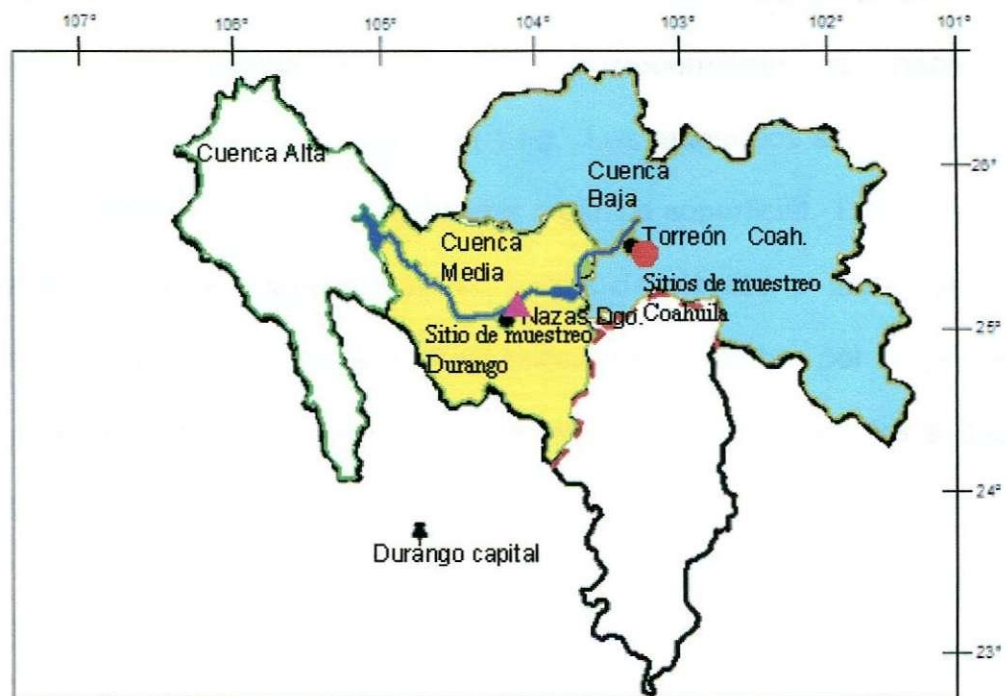 107° 106° 105° 104° 103° 102° 101°
26°
Cuenca Alta
Cuenca
Baja
Torreón Coah.
Cuenca
Media
Sitios de muestreo
Coahuila
Nazas Dgo.
25°
Sitio de muestreo
Durango
24°
Durango capital
23°